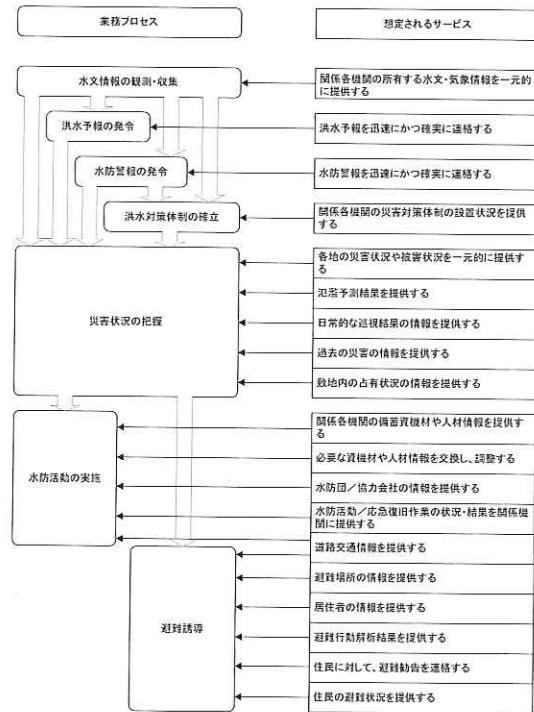 業務プロセス
想定されるサービス
水文情報の観測・収集
関係各機関の所有する水文・気象情報を一元的
に提供する
洪水予報の発令
洪水予報を迅速にかつ確実に連絡する
水防警報の発令
水防警報を迅速にかつ確実に連絡する
洪水対策体制の確立
関係各機関の災害対策体制の設置状況を提供
する
災害状況の把握
各地の災害状況や被害状況を一元的に提供す
る
氾濫予測結果を提供する
日常的な巡視結果の情報を提供する
過去の災害の情報を提供する
敷地内の占有状況の情報を提供する
水防活動の実施
関係各機関の備蓄資機材や人材情報を提供す
る
必要な資機材や人材情報を交換し、調整する
水防団/協力会社の情報を提供する
水防活動/応急復旧作業の状況・結果を関係機
関に提供する
道路交通情報を提供する
避難誘導
避難場所の情報を提供する
居住者の情報を提供する
避難行動解析結果を提供する
住民に対して、避難勧告を連絡する
住民の避難状況を提供する